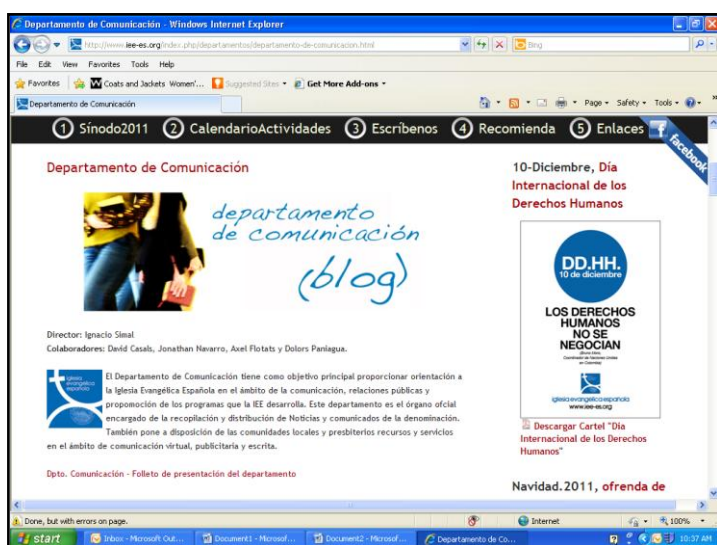 Departamento de Comunicación - Windows Internet Explorer
http://www.iee-es.org/index.php/departamentos/departamento-de-comunicacion.html
Bing
File Edit View Favorites Tools Help
Favorites Coats and Jackets Women'... Suggested Sites Get More Add-ons
Departamento de Comunicación
Page Safety Tools
1 Sínodo2011 2 CalendarioActividades 3 Escríbenos 4 Recomienda 5 Enlaces
facebook
Departamento de Comunicación
departamento
de comunicación
(blog)
Director: Ignacio Simal
Colaboradores: David Casals, Jonathan Navarro, Axel Flotats y Dolors Paniagua.
iglesia
evangélica
española
El Departamento de Comunicación tiene como objetivo principal proporcionar orientación a
la Iglesia Evangélica Española en el ámbito de la comunicación, relaciones públicas y
propomoción de los programas que la IEE desarrolla. Este departamento es el órgano ofcial
encargado de la recopilación y distribución de Noticias y comunicados de la denominación.
También pone a disposición de las comunidades locales y presbiterios recursos y servicios
en el ámbito de comunicación virtual, publicitaria y escrita.
Dpto. Comunicación - Folleto de presentación del departamento
10-Diciembre, Día
Internacional de los
Derechos Humanos
DD.HH.
10 de diciembre
LOS DERECHOS
HUMANOS
NO SE
NEGOCIAN
iglesiaevangélicaespañola
www.iee-es.org
Descargar Cartel "Día
Internacional de los Derechos
Humanos"
Navidad.2011, ofrenda de
Done, but with errors on page. Internet 100%
start Inbox - Microsoft Out... Document1 - Microsof... Document2 - Microsof... Departamento de Co... 10:37 AM